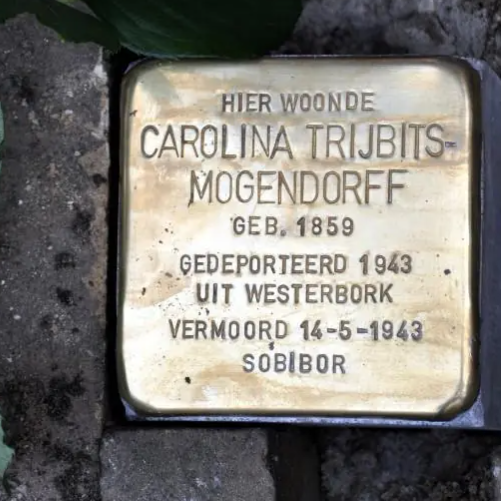 HIER WOONDE
CAROLINA TRIJBITS-
MOGENDORFF
GEB. 1859
GEDEPORTEERD 1943
UIT WESTERBORK
VERMOORD 14-5-1943
SOBIBOR